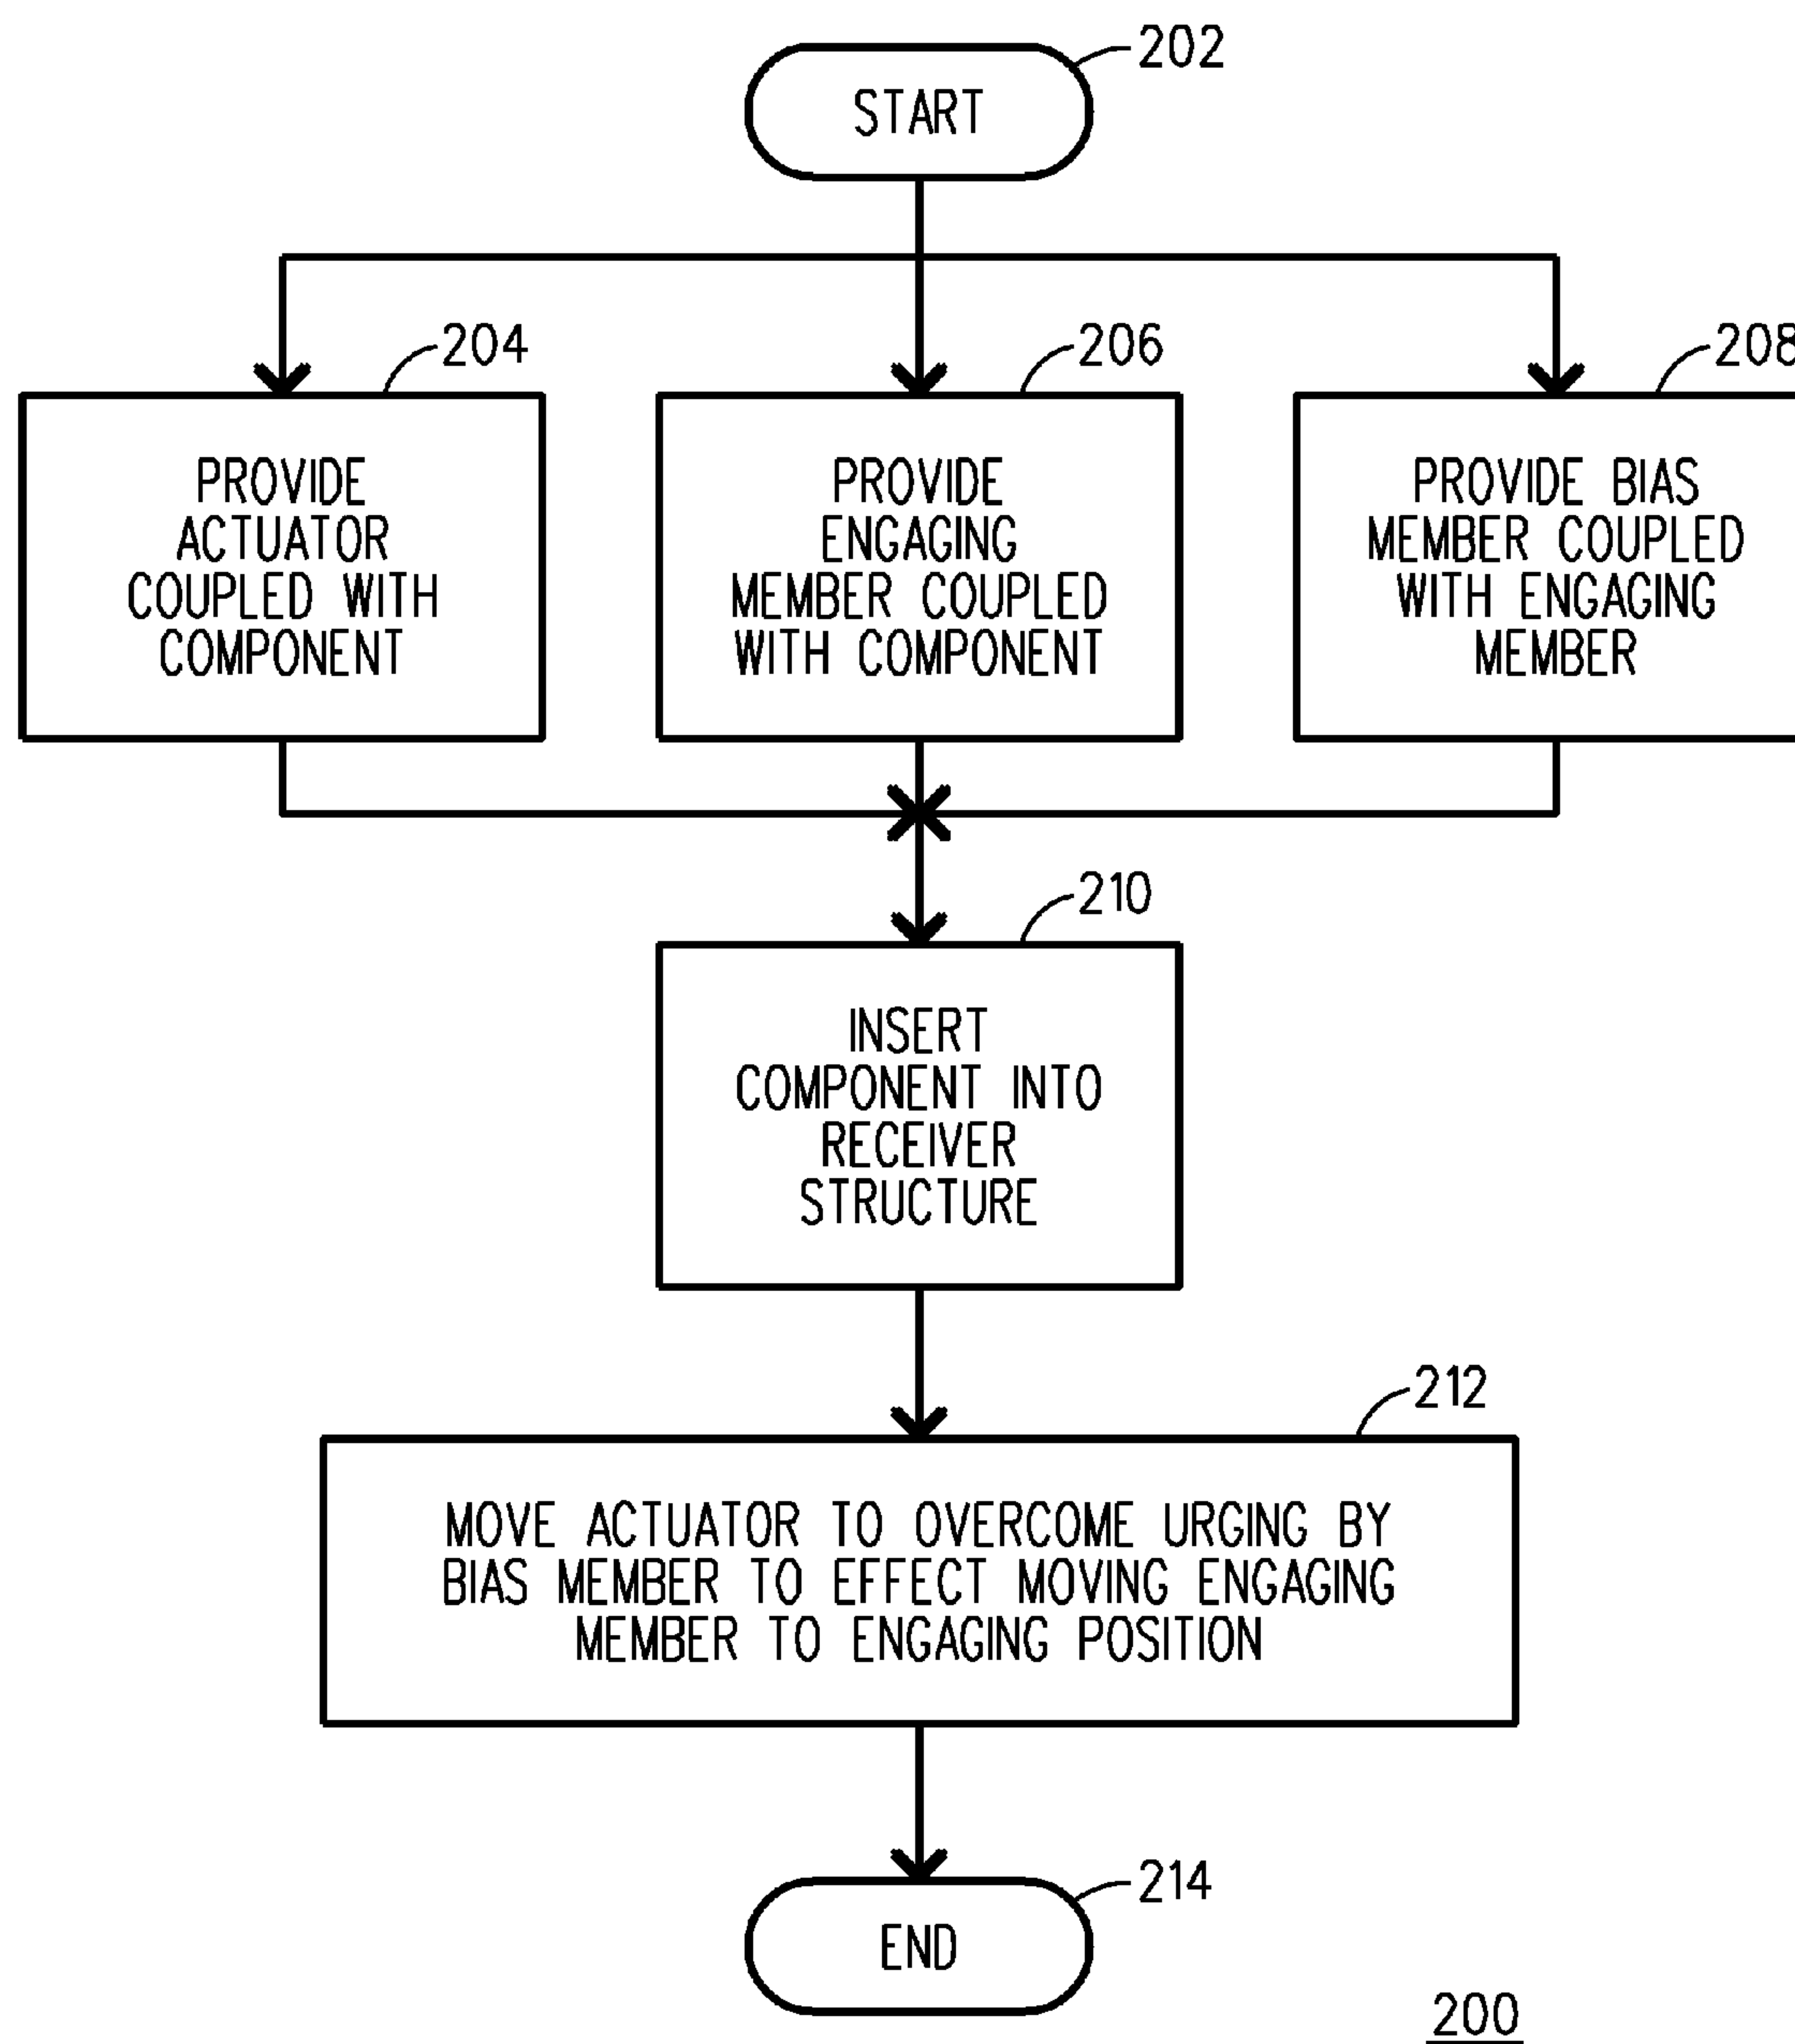 202
START
204
206
208
PROVIDE
ACTUATOR
COUPLED WITH
COMPONENT
PROVIDE
ENGAGING
MEMBER COUPLED
WITH COMPONENT
PROVIDE BIAS
MEMBER COUPLED
WITH ENGAGING
MEMBER
210
INSERT
COMPONENT INTO
RECEIVER
STRUCTURE
212
MOVE ACTUATOR TO OVERCOME URGING BY
BIAS MEMBER TO EFFECT MOVING ENGAGING
MEMBER TO ENGAGING POSITION
214
END
200